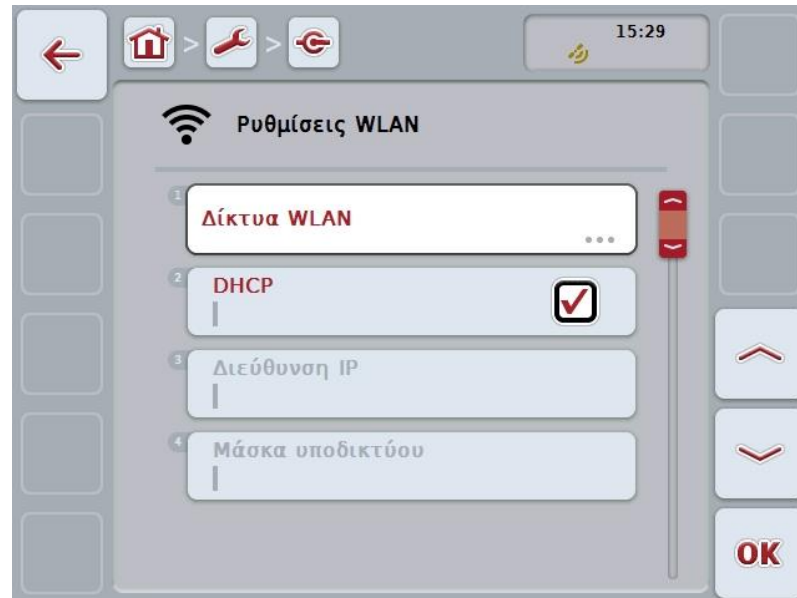 15:29
Ρυθμίσεις WLAN
1
Δίκτυα WLAN
...
2
DHCP
3
Διεύθυνση IP
4
Μάσκα υποδικτύου
OK